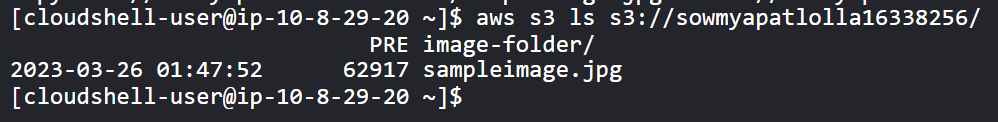 [cloudshell-user@ip-10-8-29-20 ~]$ aws s3 ls s3://sowmyapatlolla16338256/
PRE image-folder/
2023-03-26 01:47:52 62917 sampleimage.jpg
[cloudshell-user@ip-10-8-29-20 ~]$